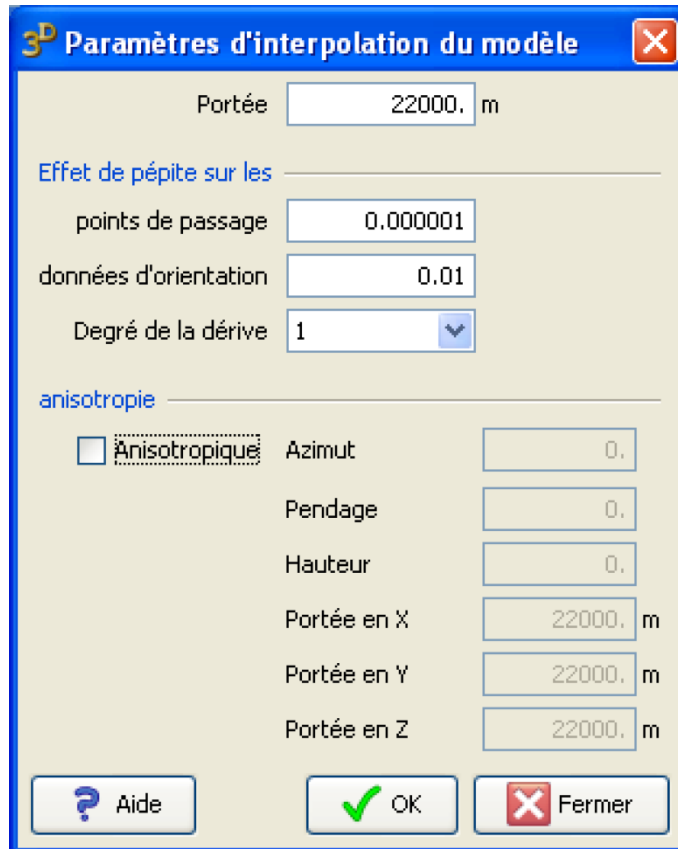 3D Paramètres d'interpolation du modèle
Portée 22000. m
Effet de pépite sur les
points de passage 0.000001
données d'orientation 0.01
Degré de la dérive 1
anisotropie
Anisotropique Azimut 0.
Pendage 0.
Hauteur 0.
Portée en X 22000. m
Portée en Y 22000. m
Portée en Z 22000. m
? Aide OK Fermer